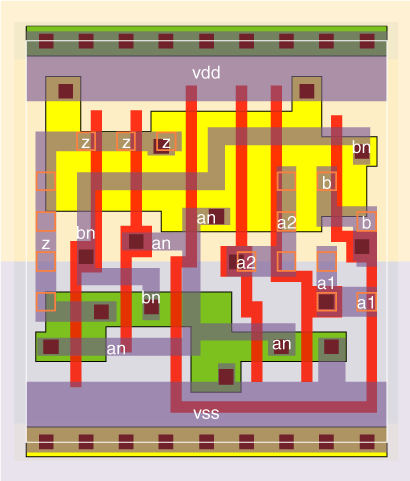 vdd
z z z bn
b
an a2 b
bn an
z a2
a1
bn a1
an an
vss